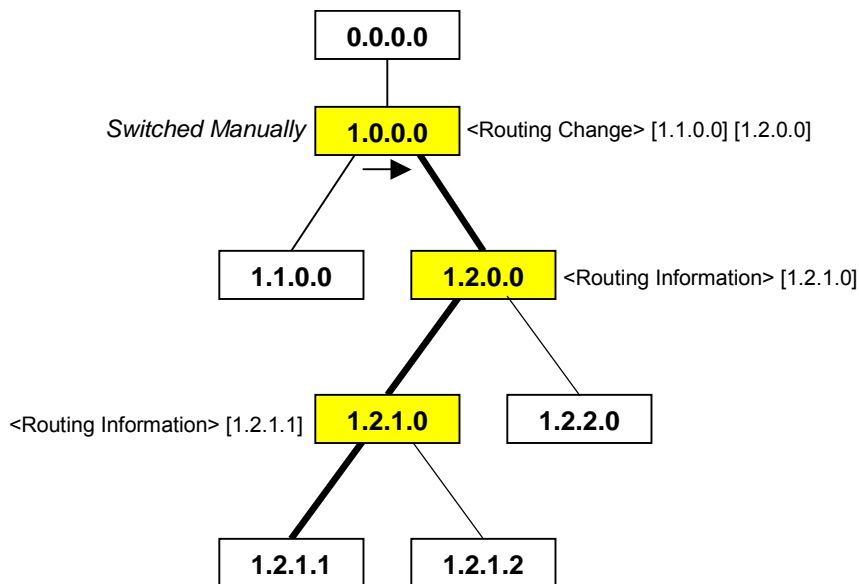 0.0.0.0
Switched Manually 1.0.0.0 <Routing Change> [1.1.0.0] [1.2.0.0]
1.1.0.0 1.2.0.0 <Routing Information> [1.2.1.0]
<Routing Information> [1.2.1.1] 1.2.1.0 1.2.2.0
1.2.1.1 1.2.1.2